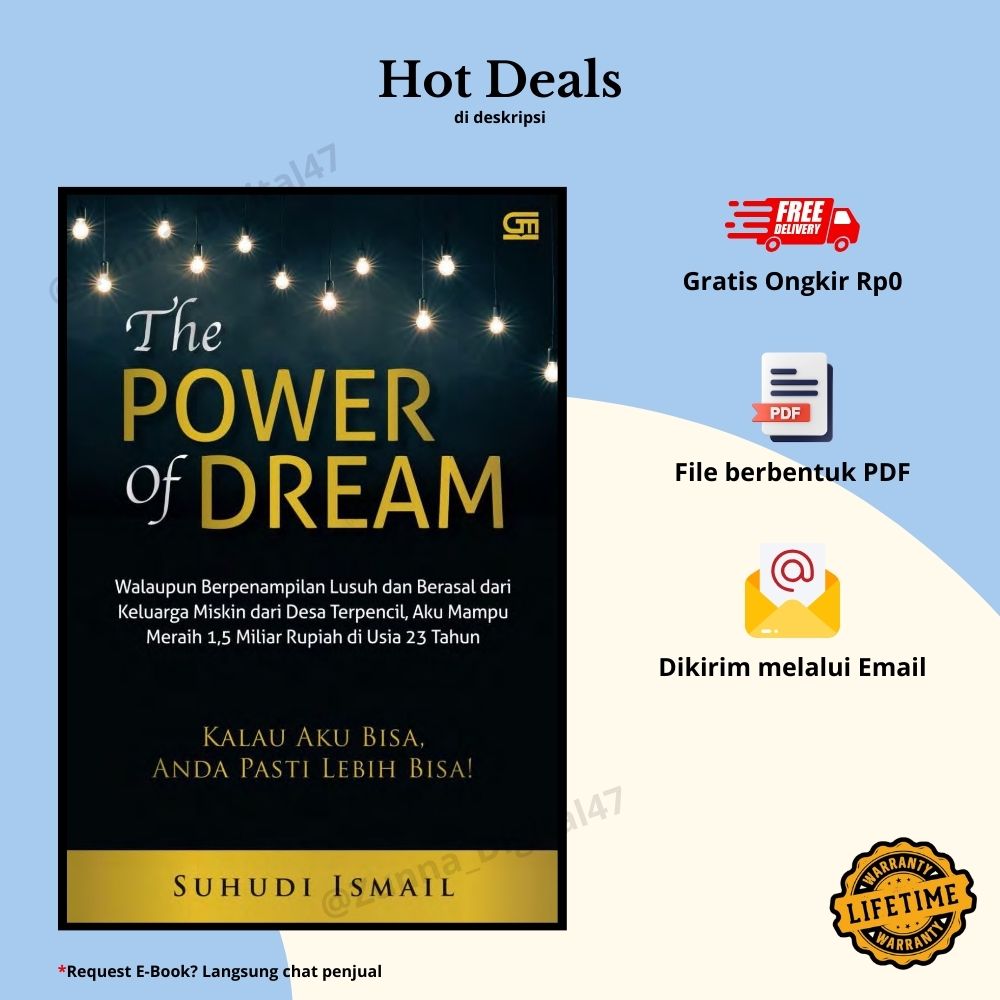 Hot Deals
di deskripsi
GM
The
POWER
of DREAM
Walaupun Berpenampilan Lusuh dan Berasal dari
Keluarga Miskin dari Desa Terpencil, Aku Mampu
Meraih 1,5 Miliar Rupiah di Usia 23 Tahun
KALAU AKU BISA,
ANDA PASTI LEBIH BISA!
SUHUDI ISMAIL
FREE
DELIVERY
Gratis Ongkir Rp0
PDF
File berbentuk PDF
@
Dikirim melalui Email
WARRANTY
LIFETIME
WARRANTY
*Request E-Book? Langsung chat penjual